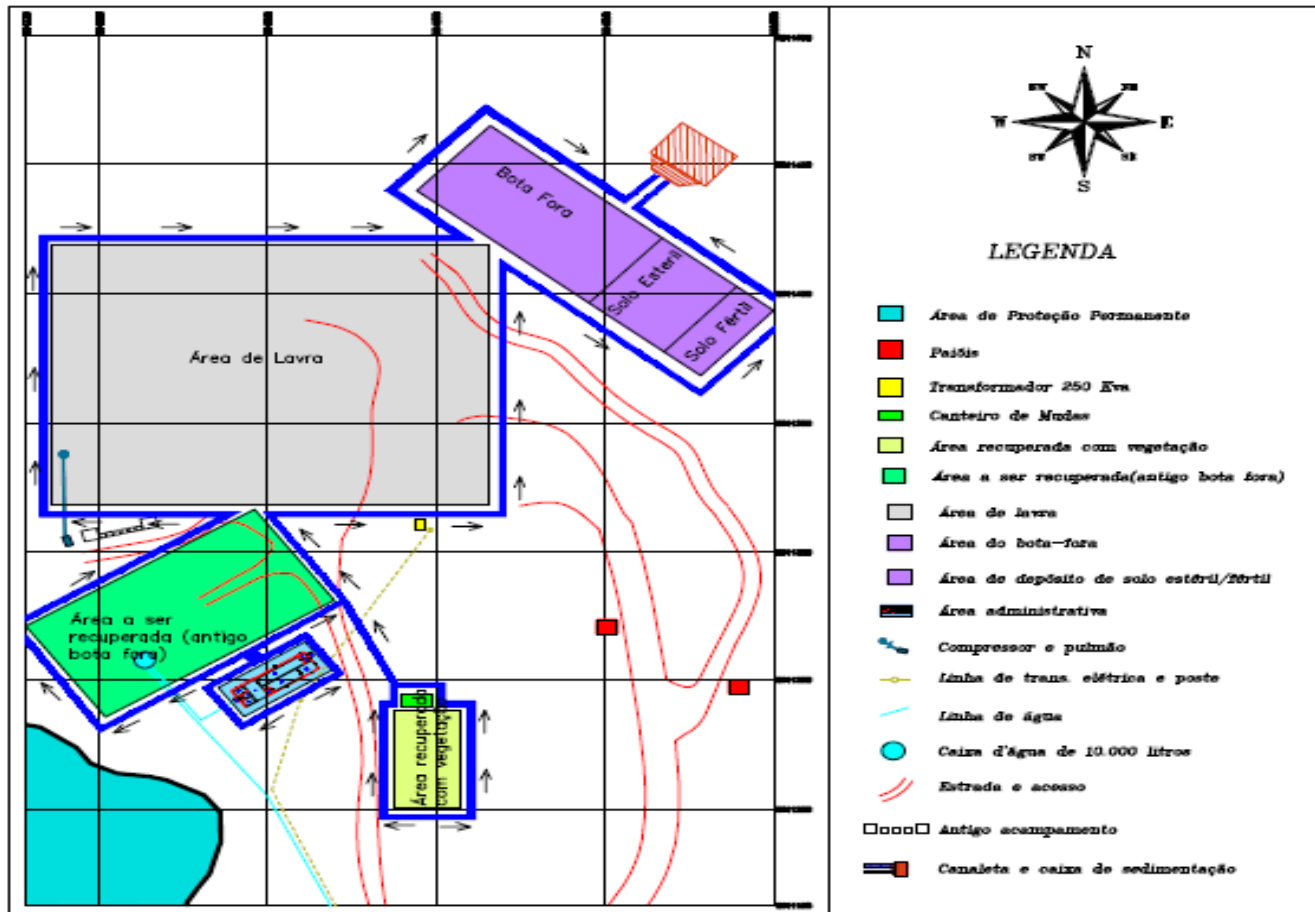 Bota Fora
Solo Esteril
Solo Fértil
Área de Lavra
Área a ser
recuperada (antigo
bota fora)
Área recuperada
com vegetação
N
W
E
S
LEGENDA
Área de Proteção Permanente
Paióis
Transformador 250 Kva
Canteiro de Mudas
Área recuperada com vegetação
Área a ser recuperada(antigo bota fora)
Área de lavra
Área do bota-fora
Área de depósito de solo estéril/fértil
Área administrativa
Compressor e pulmão
Linha de trans. elétrica e poste
Linha de água
Caixa d'água de 10.000 litros
Estrada e acesso
Antigo acampamento
Canaleta e caixa de sedimentação